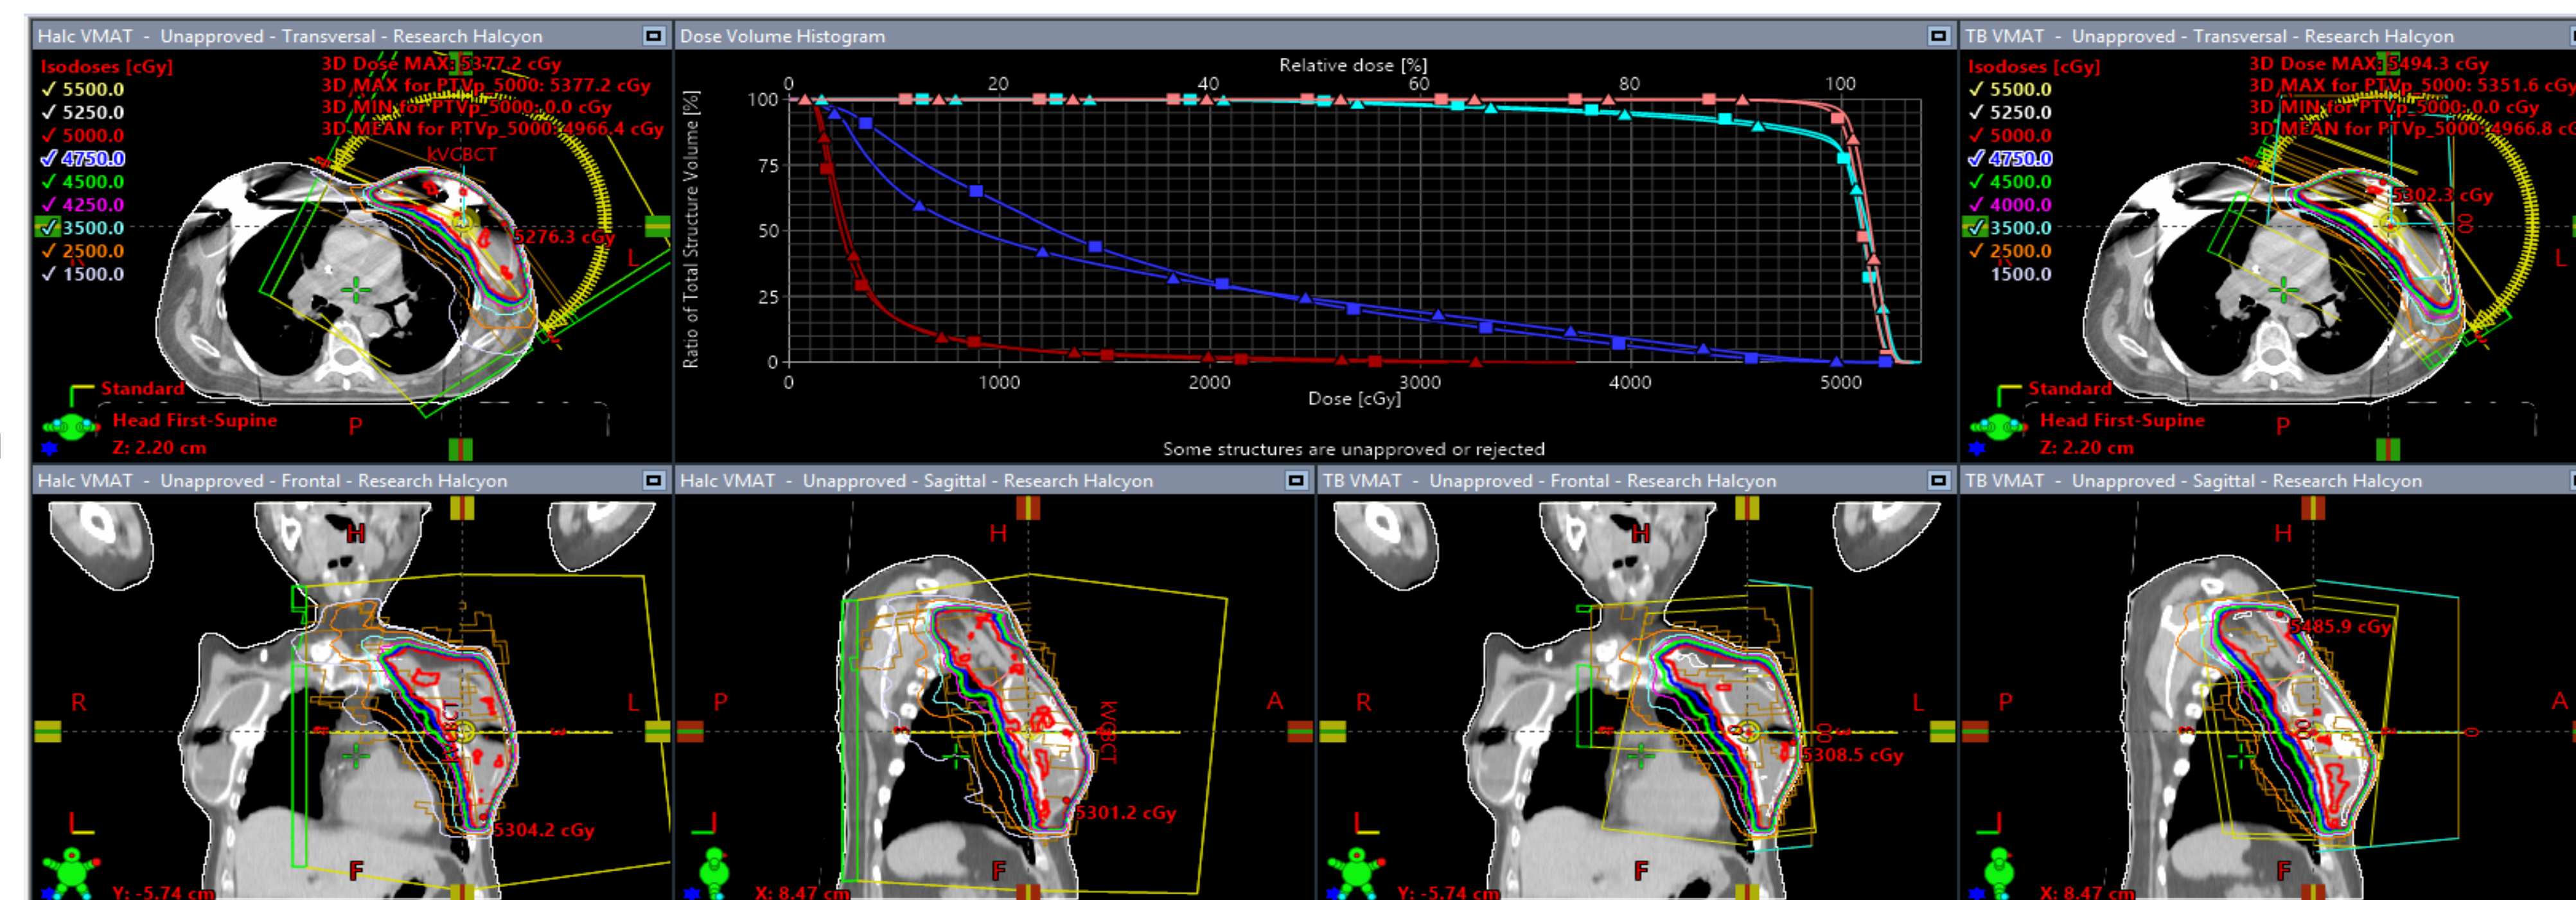 Halc VMAT - Unapproved - Transversal - Research Halcyon
Isodoses [cGy]
✓ 5500.0
✓ 5250.0
✓ 5000.0
✓ 4750.0
✓ 4500.0
✓ 4250.0
✓ 3500.0
✓ 2500.0
✓ 1500.0
3D Dose MAX: 5377.2 cGy
3D MAX for PTVp_5000: 5377.2 cGy
3D MIN for PTVp_5000: 0.0 cGy
3D MEAN for PTVp_5000: 4966.4 cGy
kVCBCT
5276.3 cGy
L
Standard
Head First-Supine
P
Z: 2.20 cm
Dose Volume Histogram
Relative dose [%]
0 20 40 60 80 100
Ratio of Total Structure Volume [%]
100
75
50
25
0
0 1000 2000 3000 4000 5000
Dose [cGy]
Some structures are unapproved or rejected
TB VMAT - Unapproved - Transversal - Research Halcyon
Isodoses [cGy]
✓ 5500.0
✓ 5250.0
✓ 5000.0
✓ 4750.0
✓ 4500.0
✓ 4000.0
✓ 3500.0
✓ 2500.0
1500.0
3D Dose MAX: 5494.3 cGy
3D MAX for PTVp_5000: 5351.6 cGy
3D MIN for PTVp_5000: 0.0 cGy
3D MEAN for PTVp_5000: 4966.8
5302.3 cGy
L
Standard
Head First-Supine
P
Z: 2.20 cm
Halc VMAT - Unapproved - Frontal - Research Halcyon
H
R
L
kVCBCT
5304.2 cGy
F
Y: -5.74 cm
Halc VMAT - Unapproved - Sagittal - Research Halcyon
H
P
A
kVCBCT
5301.2 cGy
F
X: 8.47 cm
TB VMAT - Unapproved - Frontal - Research Halcyon
H
R
L
5308.5 cGy
F
Y: -5.74 cm
TB VMAT - Unapproved - Sagittal - Research Halcyon
H
5485.9 cGy
P
A
F
X: 8.47 cm